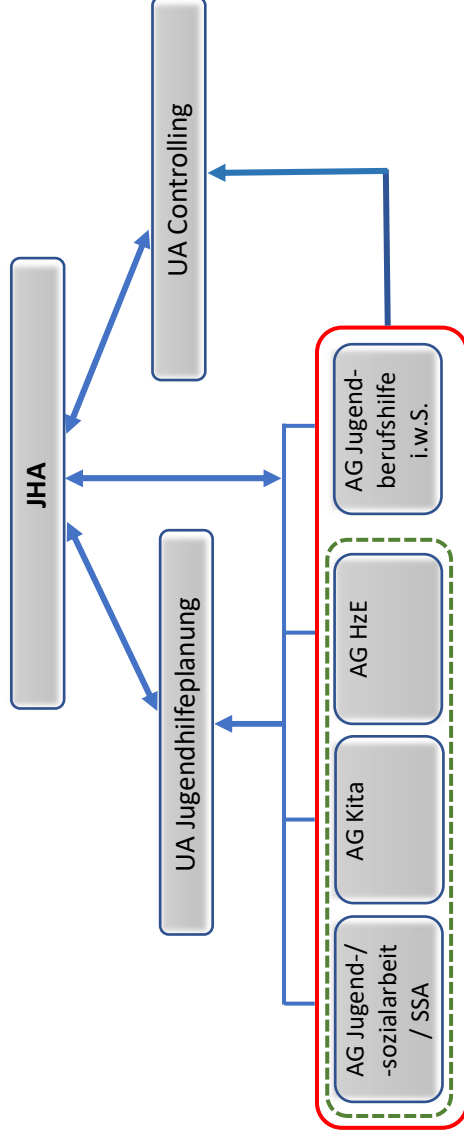 JHA
UA Jugendhilfeplanung
UA Controlling
AG Jugend-/
-sozialarbeit
/ SSA
AG Kita
AG HzE
AG Jugend-
berufshilfe
i.w.S.